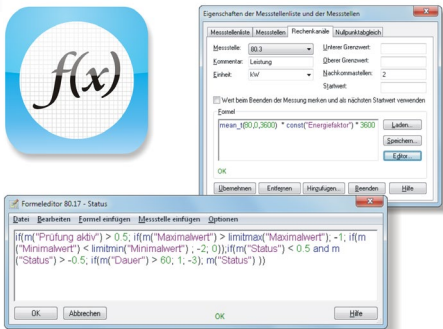 f(x)
Eigenschaften der Messstellenliste und der Messstellen
Messstellenliste Messstellen Rechenkanäle Nullpunktabgleich
Messstelle: 80.3 Unterer Grenzwert:
Kommentar: Leistung Oberer Grenzwert:
Einheit: kW Nachkommastellen: 2
Startwert:
Wert beim Beenden der Messung merken und als nächsten Startwert verwenden
Formel
mean_t(80,0,3600) * const("Energiefaktor") * 3600
Laden...
Speichern...
Editor...
OK
Übernehmen Entfernen Hinzufügen... Beenden Hilfe
Formeleditor 80.17 - Status
Datei Bearbeiten Formel einfügen Messstelle einfügen Optionen
if(m("Prüfung aktiv") > 0.5; if(m("Maximalwert") > limitmax("Maximalwert"); -1; if(m
("Minimalwert") < limitmin("Minimalwert") ; -2; 0));if(m("Status") < 0.5 and m
("Status") > -0.5; if(m("Dauer") > 60; 1; -3); m("Status") ))
OK Abbrechen OK Hilfe